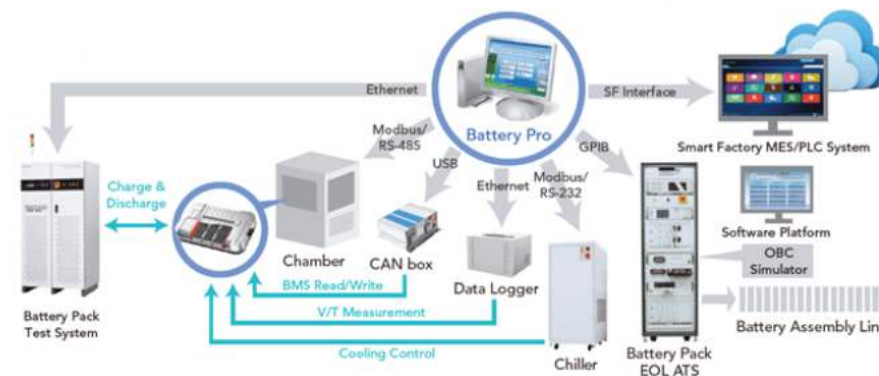 Ethernet
Battery Pro
SF Interface
Smart Factory MES/PLC System
Modbus/
RS-485
USB
Ethernet
Modbus/
RS-232
GPIB
Charge &
Discharge
Chamber
CAN box
Data Logger
Software Platform
OBC
Simulator
BMS Read/Write
V/T Measurement
Cooling Control
Battery Pack
Test System
Chiller
Battery Pack
EOL ATS
Battery Assembly Lin